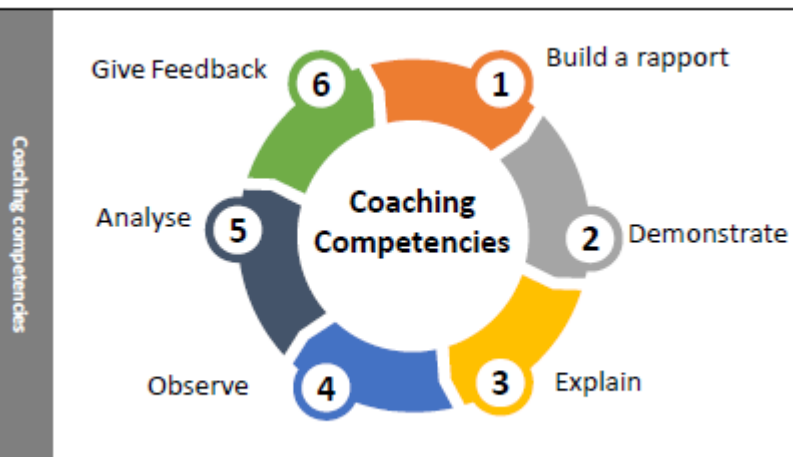 Coaching competencies
Give Feedback
6
1
Build a rapport
Analyse
5
Coaching
Competencies
2
Demonstrate
Observe
4
3
Explain